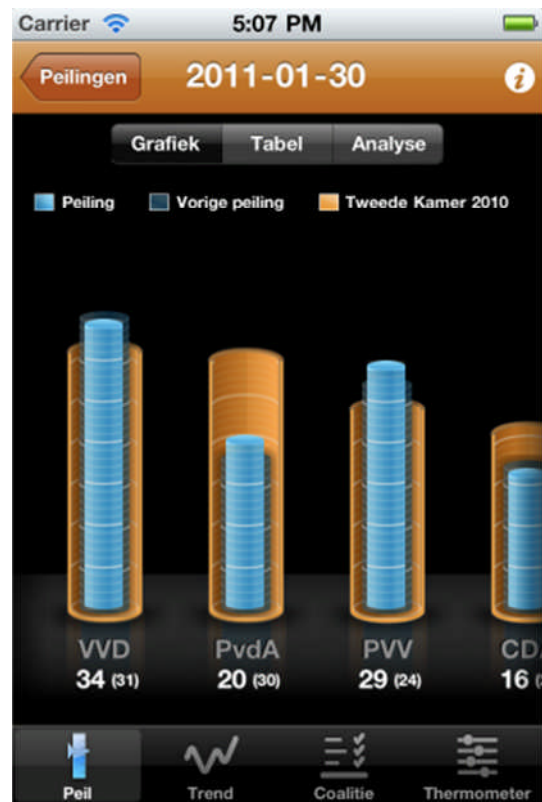 Carrier 5:07 PM
Peilingen 2011-01-30
Grafiek Tabel Analyse
Peiling Vorige peiling Tweede Kamer 2010
VVD PvdA PVV
34 (31) 20 (30) 29 (24) 16
Peil Trend Coalitie Thermometer